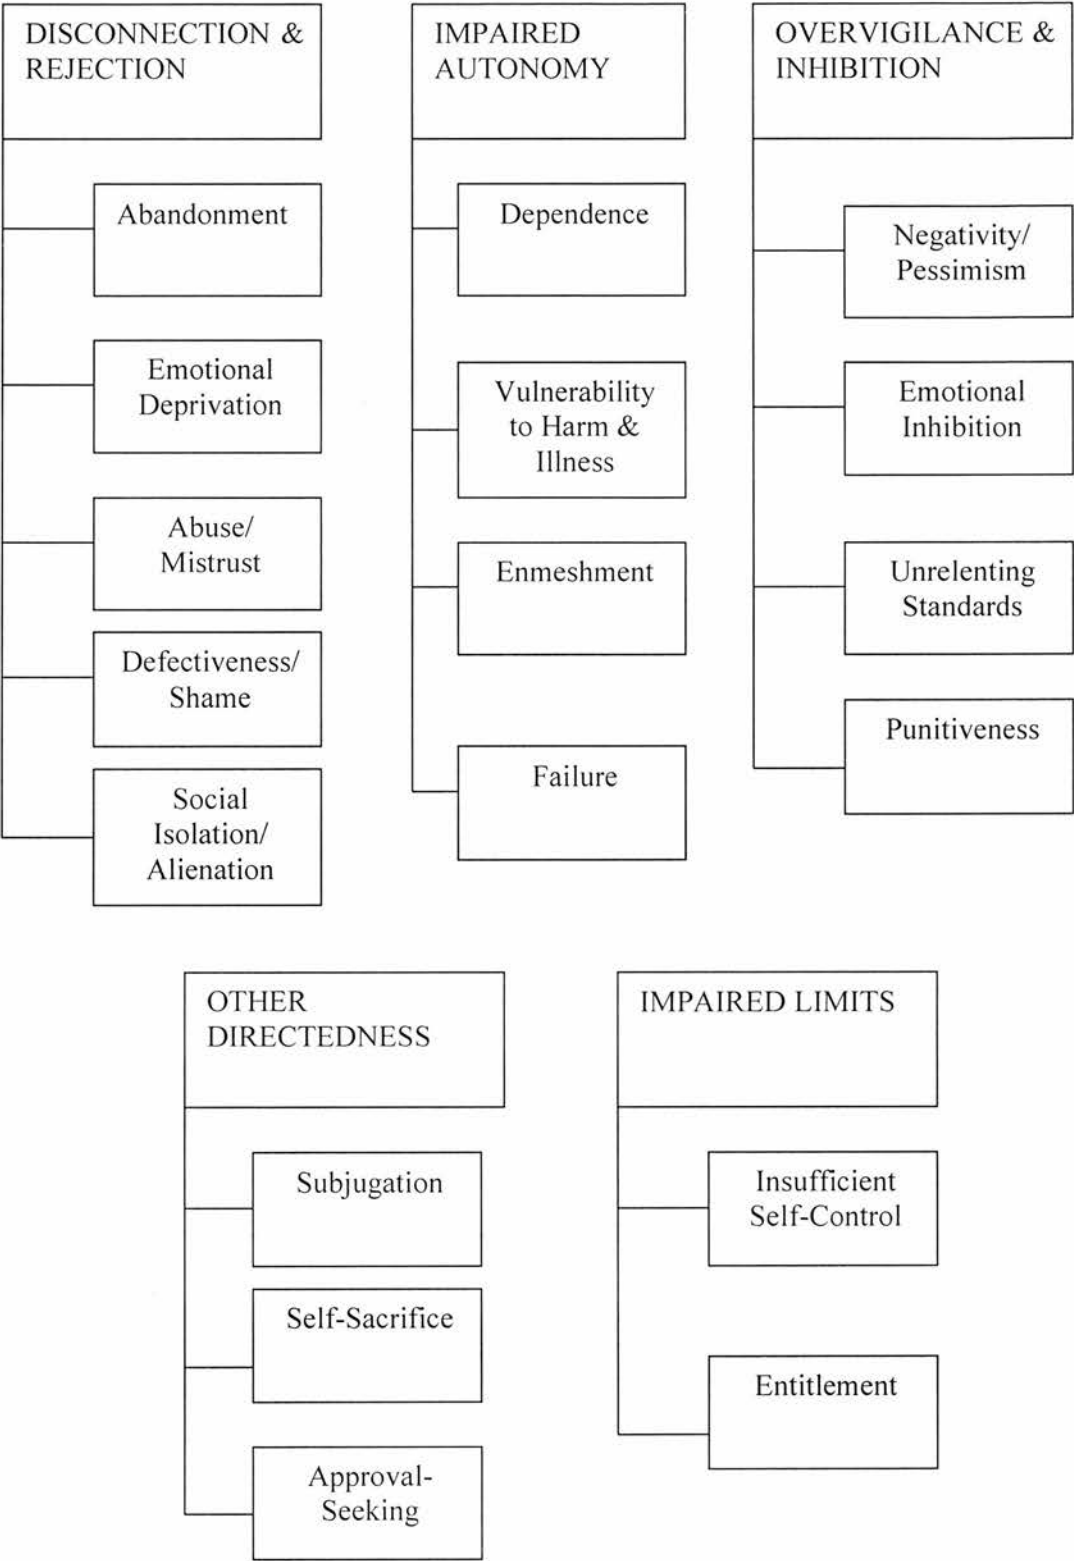 DISCONNECTION &
REJECTION
Abandonment
Emotional
Deprivation
Abuse/
Mistrust
Defectiveness/
Shame
Social
Isolation/
Alienation
IMPAIRED
AUTONOMY
Dependence
Vulnerability
to Harm &
Illness
Enmeshment
Failure
OVERVIGILANCE &
INHIBITION
Negativity/
Pessimism
Emotional
Inhibition
Unrelenting
Standards
Punitiveness
OTHER
DIRECTEDNESS
Subjugation
Self-Sacrifice
Approval-
Seeking
IMPAIRED LIMITS
Insufficient
Self-Control
Entitlement